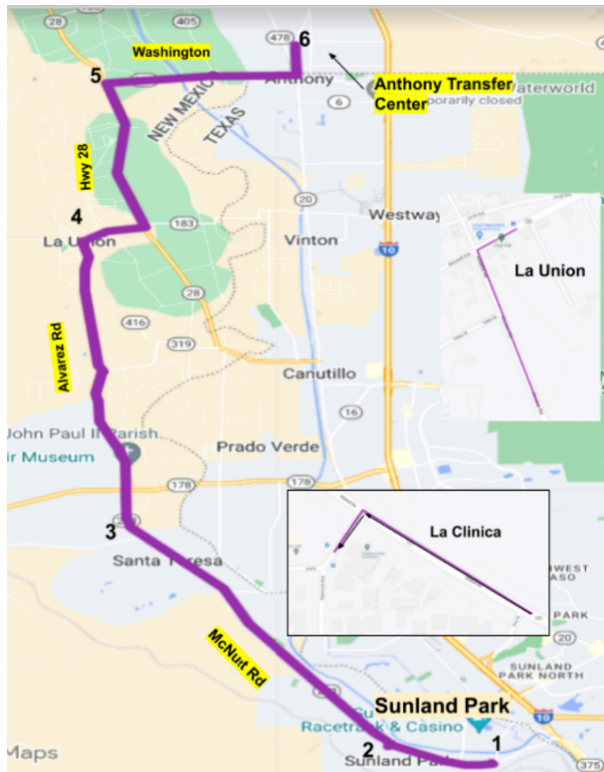 28
405
478
6
Washington
5
Anthony
Anthony Transfer
Center
aterworld
6
porarily closed
NEW MEXICO
TEXAS
Hwy 28
20
4
183
Westway
La Union
Vinton
10
La Union
28
416
319
Alvarez Rd
Canutillo
16
John Paul II Parish
ir Museum
Prado Verde
178
178
3
La Clinica
Santa Teresa
WEST
ASO
PARK
20
McNutt Rd
SUNLAND
PARK NORTH
Sunland Park
10
Racetrack & Casino
2
1
Sunland Park
Maps
375